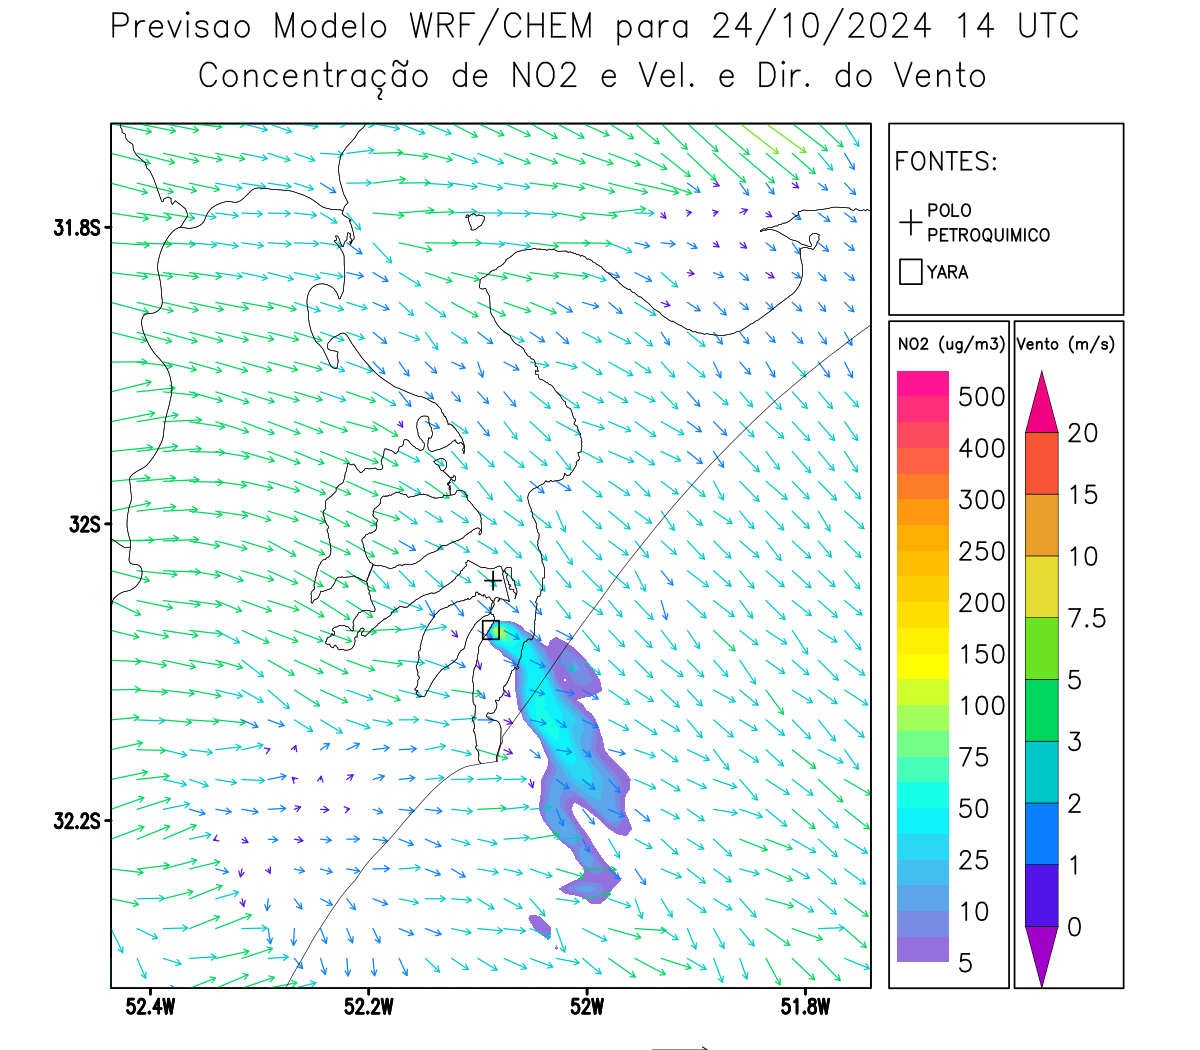 Previsao Modelo WRF/CHEM para 24/10/2024 14 UTC
Concentração de NO2 e Vel. e Dir. do Vento
FONTES:
POLO
PETROQUIMICO
YARA
31.8S
32S
32.2S
52.4W
52.2W
52W
51.8W
NO2 (ug/m3)
500
400
300
250
200
150
100
75
50
25
10
5
Vento (m/s)
20
15
10
7.5
5
3
2
1
0